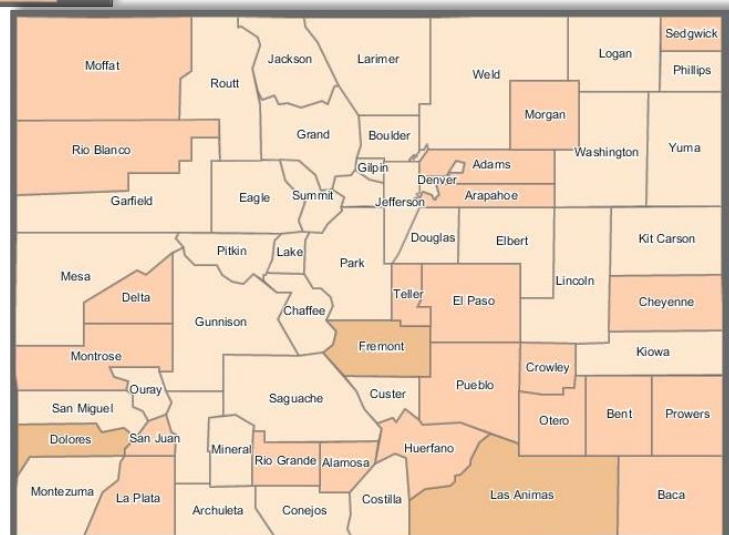 Sedgwick
Moffat
Routt
Jackson
Larimer
Weld
Logan
Phillips
Morgan
Rio Blanco
Grand
Boulder
Washington
Yuma
Gilpin
Adams
Denver
Garfield
Eagle
Summit
Jefferson
Arapahoe
Pitkin
Lake
Park
Douglas
Elbert
Kit Carson
Mesa
Lincoln
Delta
Chaffee
Teller
El Paso
Cheyenne
Gunnison
Fremont
Kiowa
Montrose
Crowley
Ouray
Saguache
Custer
Pueblo
San Miguel
Otero
Bent
Prowers
Dolores
San Juan
Mineral
Rio Grande
Alamosa
Huerfano
Montezuma
La Plata
Archuleta
Conejos
Costilla
Las Animas
Baca